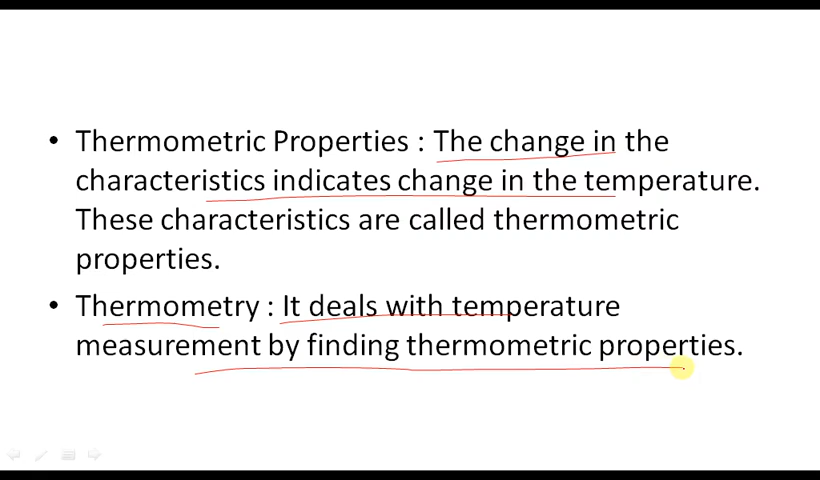 • Thermometric Properties : The change in the
characteristics indicates change in the temperature.
These characteristics are called thermometric
properties.
• Thermometry : It deals with temperature
measurement by finding thermometric properties.